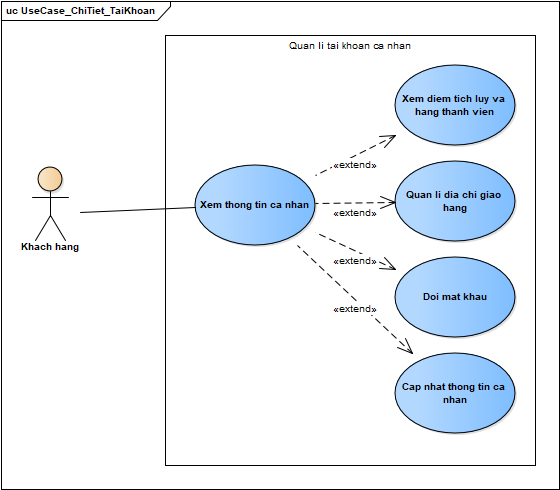 uc UseCase_ChiTiet_TaiKhoan
Quan li tai khoan ca nhan
Xem diem tich luy va
hang thanh vien
«extend»
Xem thong tin ca nhan
Quan li dia chi giao
hang
«extend»
Khach hang
«extend»
Doi mat khau
«extend»
Cap nhat thong tin ca
nhan